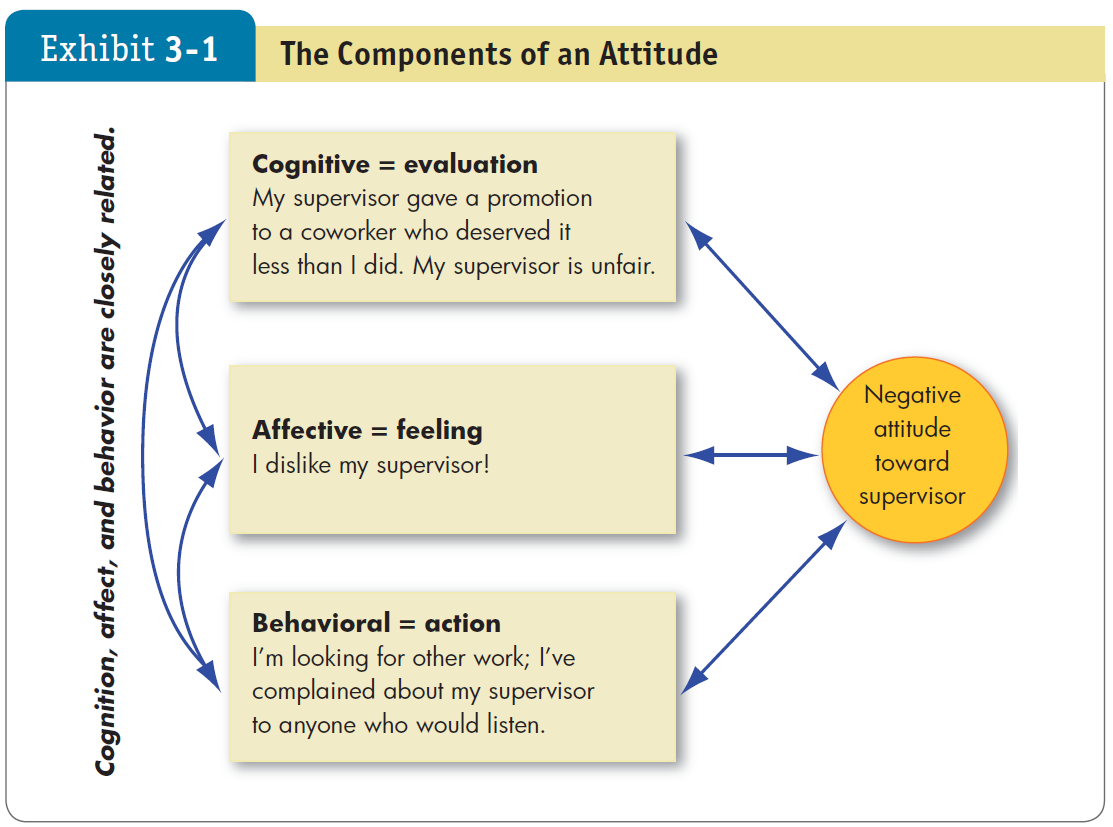 Exhibit 3-1
The Components of an Attitude
Cognition, affect, and behavior are closely related.
Cognitive = evaluation
My supervisor gave a promotion
to a coworker who deserved it
less than I did. My supervisor is unfair.
Affective = feeling
I dislike my supervisor!
Behavioral = action
I’m looking for other work; I’ve
complained about my supervisor
to anyone who would listen.
Negative
attitude
toward
supervisor